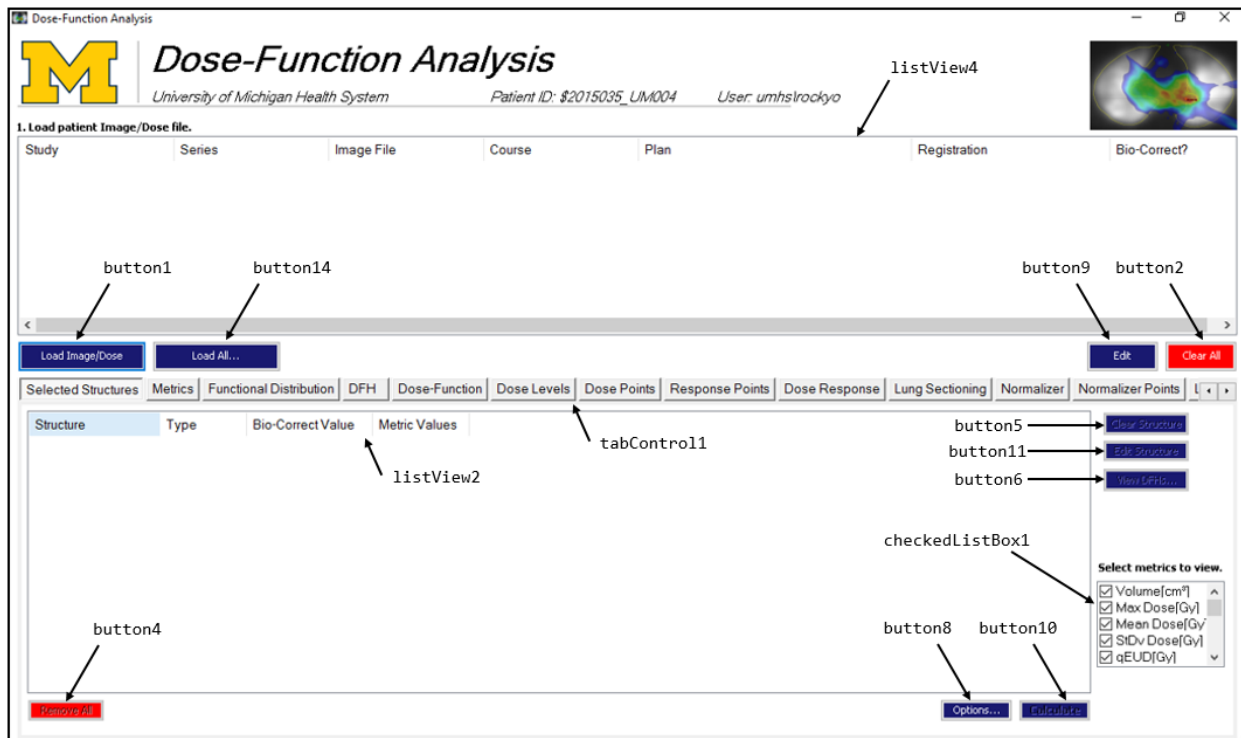 Dose-Function Analysis
M
Dose-Function Analysis
University of Michigan Health System Patient ID: $2015035_UM004 User: umhs\rockyo
listView4
1. Load patient Image/Dose file.
Study Series Image File Course Plan Registration Bio-Correct?
button1 button14 button9 button2
Load Image/Dose Load All... Edit Clear All
Selected Structures Metrics Functional Distribution DFH Dose-Function Dose Levels Dose Points Response Points Dose Response Lung Sectioning Normalizer Normalizer Points
Structure Type Bio-Correct Value Metric Values
tabControl1
listView2
button5 Clear Structure
button11 Edit Structure
button6 View DFHs...
checkedListBox1
Select metrics to view.
Volume[cm³]
Max Dose[Gy]
Mean Dose[Gy]
StDv Dose[Gy]
gEUD[Gy]
button4 button8 button10
Remove All Options... Calculate